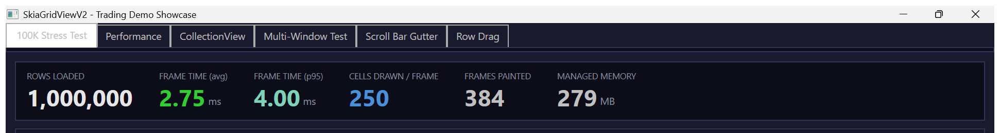 SkiaGridViewV2 - Trading Demo Showcase
100K Stress Test Performance CollectionView Multi-Window Test Scroll Bar Gutter Row Drag
ROWS LOADED FRAME TIME (avg) FRAME TIME (p95) CELLS DRAWN / FRAME FRAMES PAINTED MANAGED MEMORY
1,000,000 2.75 ms 4.00 ms 250 384 279 MB